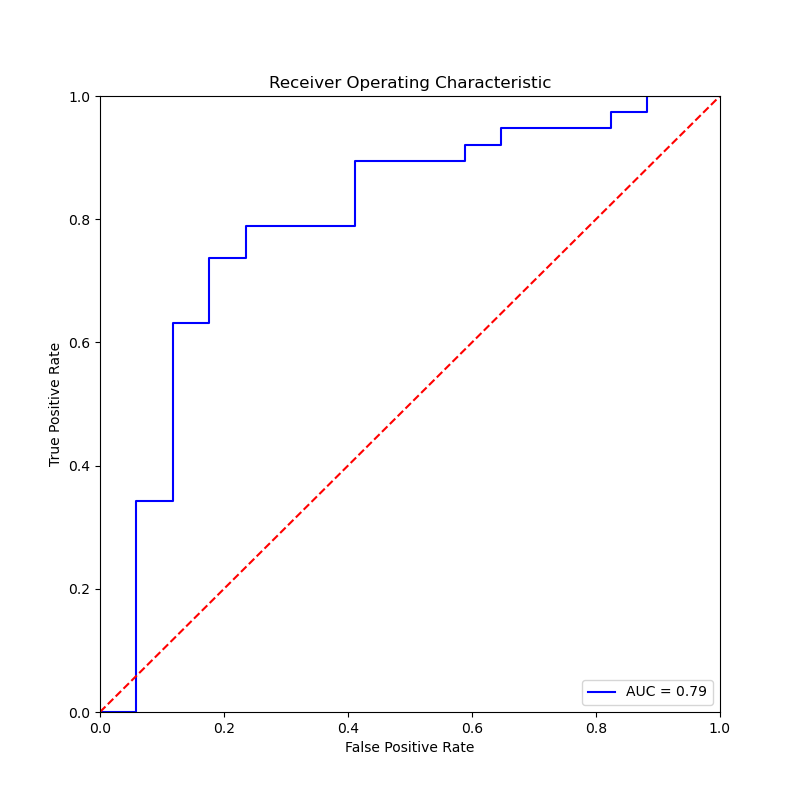 Receiver Operating Characteristic
1.0
0.8
0.6
0.4
0.2
0.0
True Positive Rate
AUC = 0.79
0.0 0.2 0.4 0.6 0.8 1.0
False Positive Rate